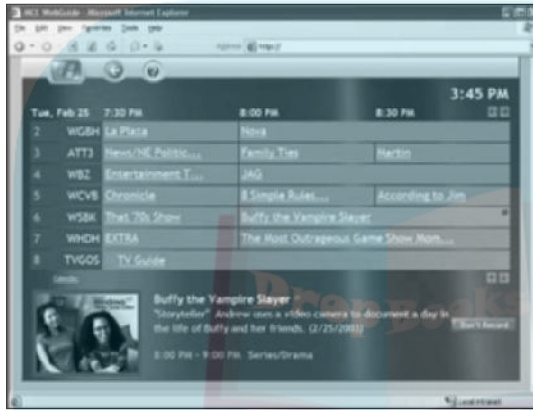 MCE WebGuide - Microsoft Internet Explorer
File Edit View Favorites Tools Help
Address http://
3:45 PM
Tue, Feb 25 7:30 PM 8:00 PM 8:30 PM
2 WGBH La Plaza Nova
3 ATT3 News/NE Politic... Family Ties Martin
4 WBZ Entertainment T... JAG
5 WCVB Chronicle 8 Simple Rules... According to Jim
6 WSBK That '70s Show Buffy the Vampire Slayer
7 WHDH EXTRA The Most Outrageous Game Show Mom...
8 TVGOS TV Guide
Buffy the Vampire Slayer
"Storyteller" Andrew uses a video camera to document a day in
the life of Buffy and her friends. (2/25/2003)
Don't Record
8:00 PM - 9:00 PM Series/Drama
DropBooks